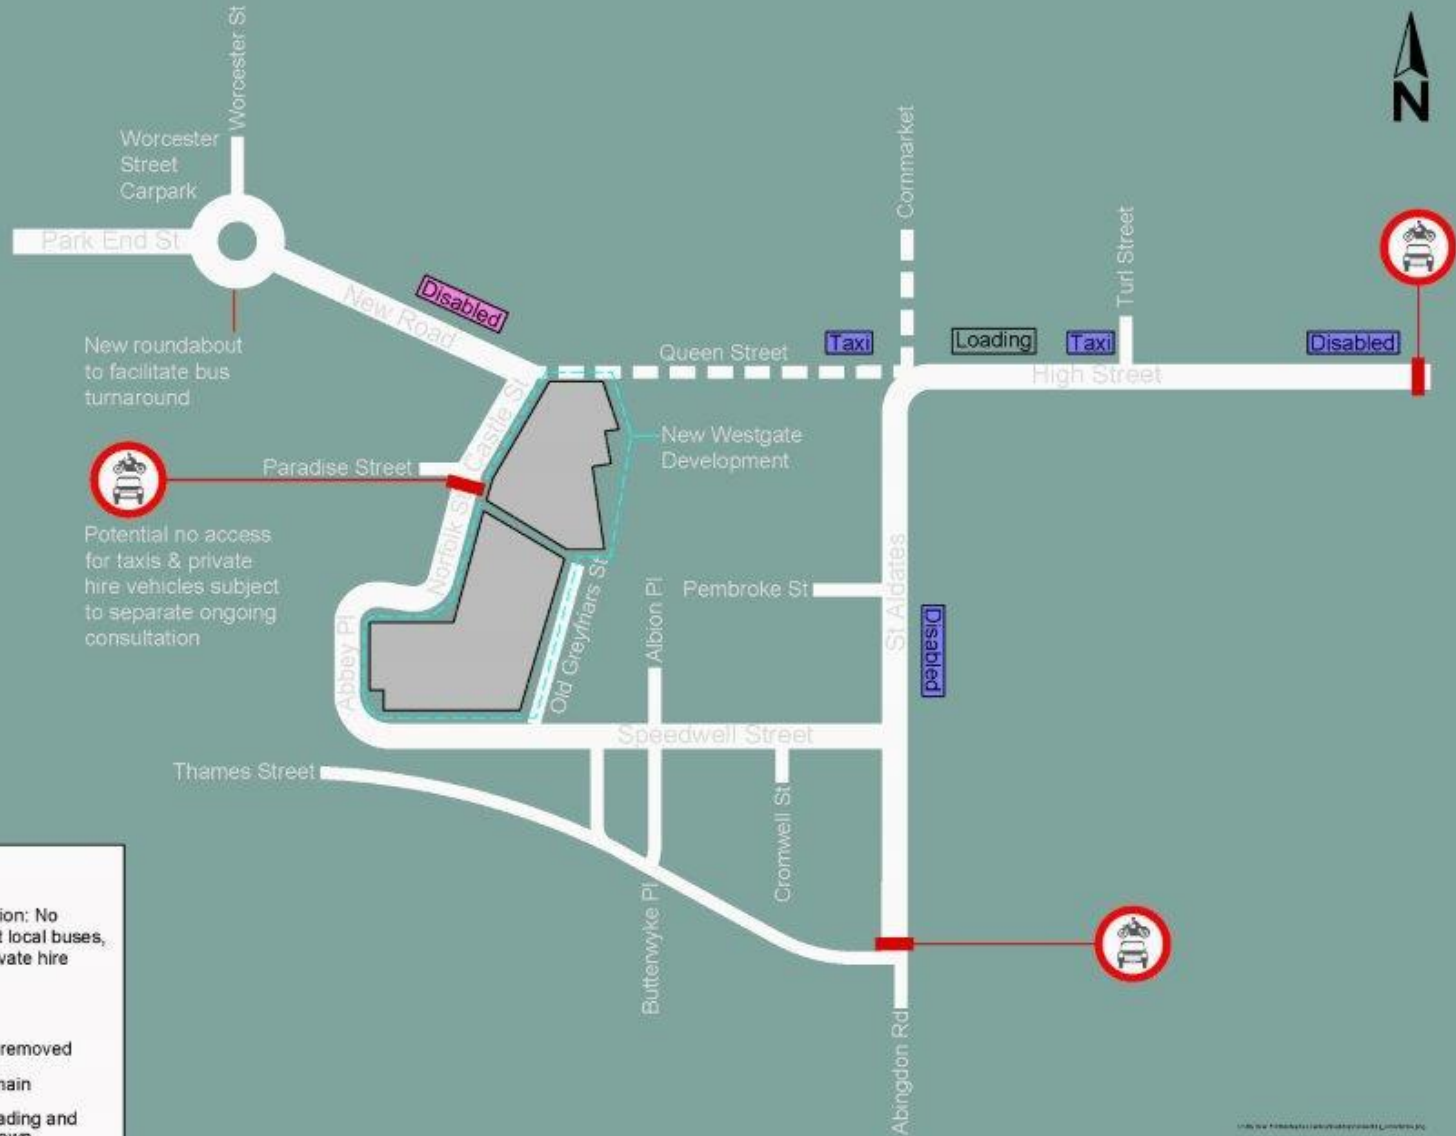 Worcester St
Worcester
Street
Carpark
Park End St
New Road
Disabled
New roundabout
to facilitate bus
turnaround
Cornmarket
N
Turl Street
Queen Street
Taxi
Loading
Taxi
Disabled
High Street
Castle St
New Westgate
Development
Paradise Street
Norfolk St
Potential no access
for taxis & private
hire vehicles subject
to separate ongoing
consultation
Abbey Pl
Old Greyfriars St
Albion Pl
Pembroke St
St Aldates
Disabled
Speedwell Street
Thames Street
Cromwell St
Butterwyke Pl
Abingdon Rd
ion: No
t local buses,
vate hire
removed
main
ading and